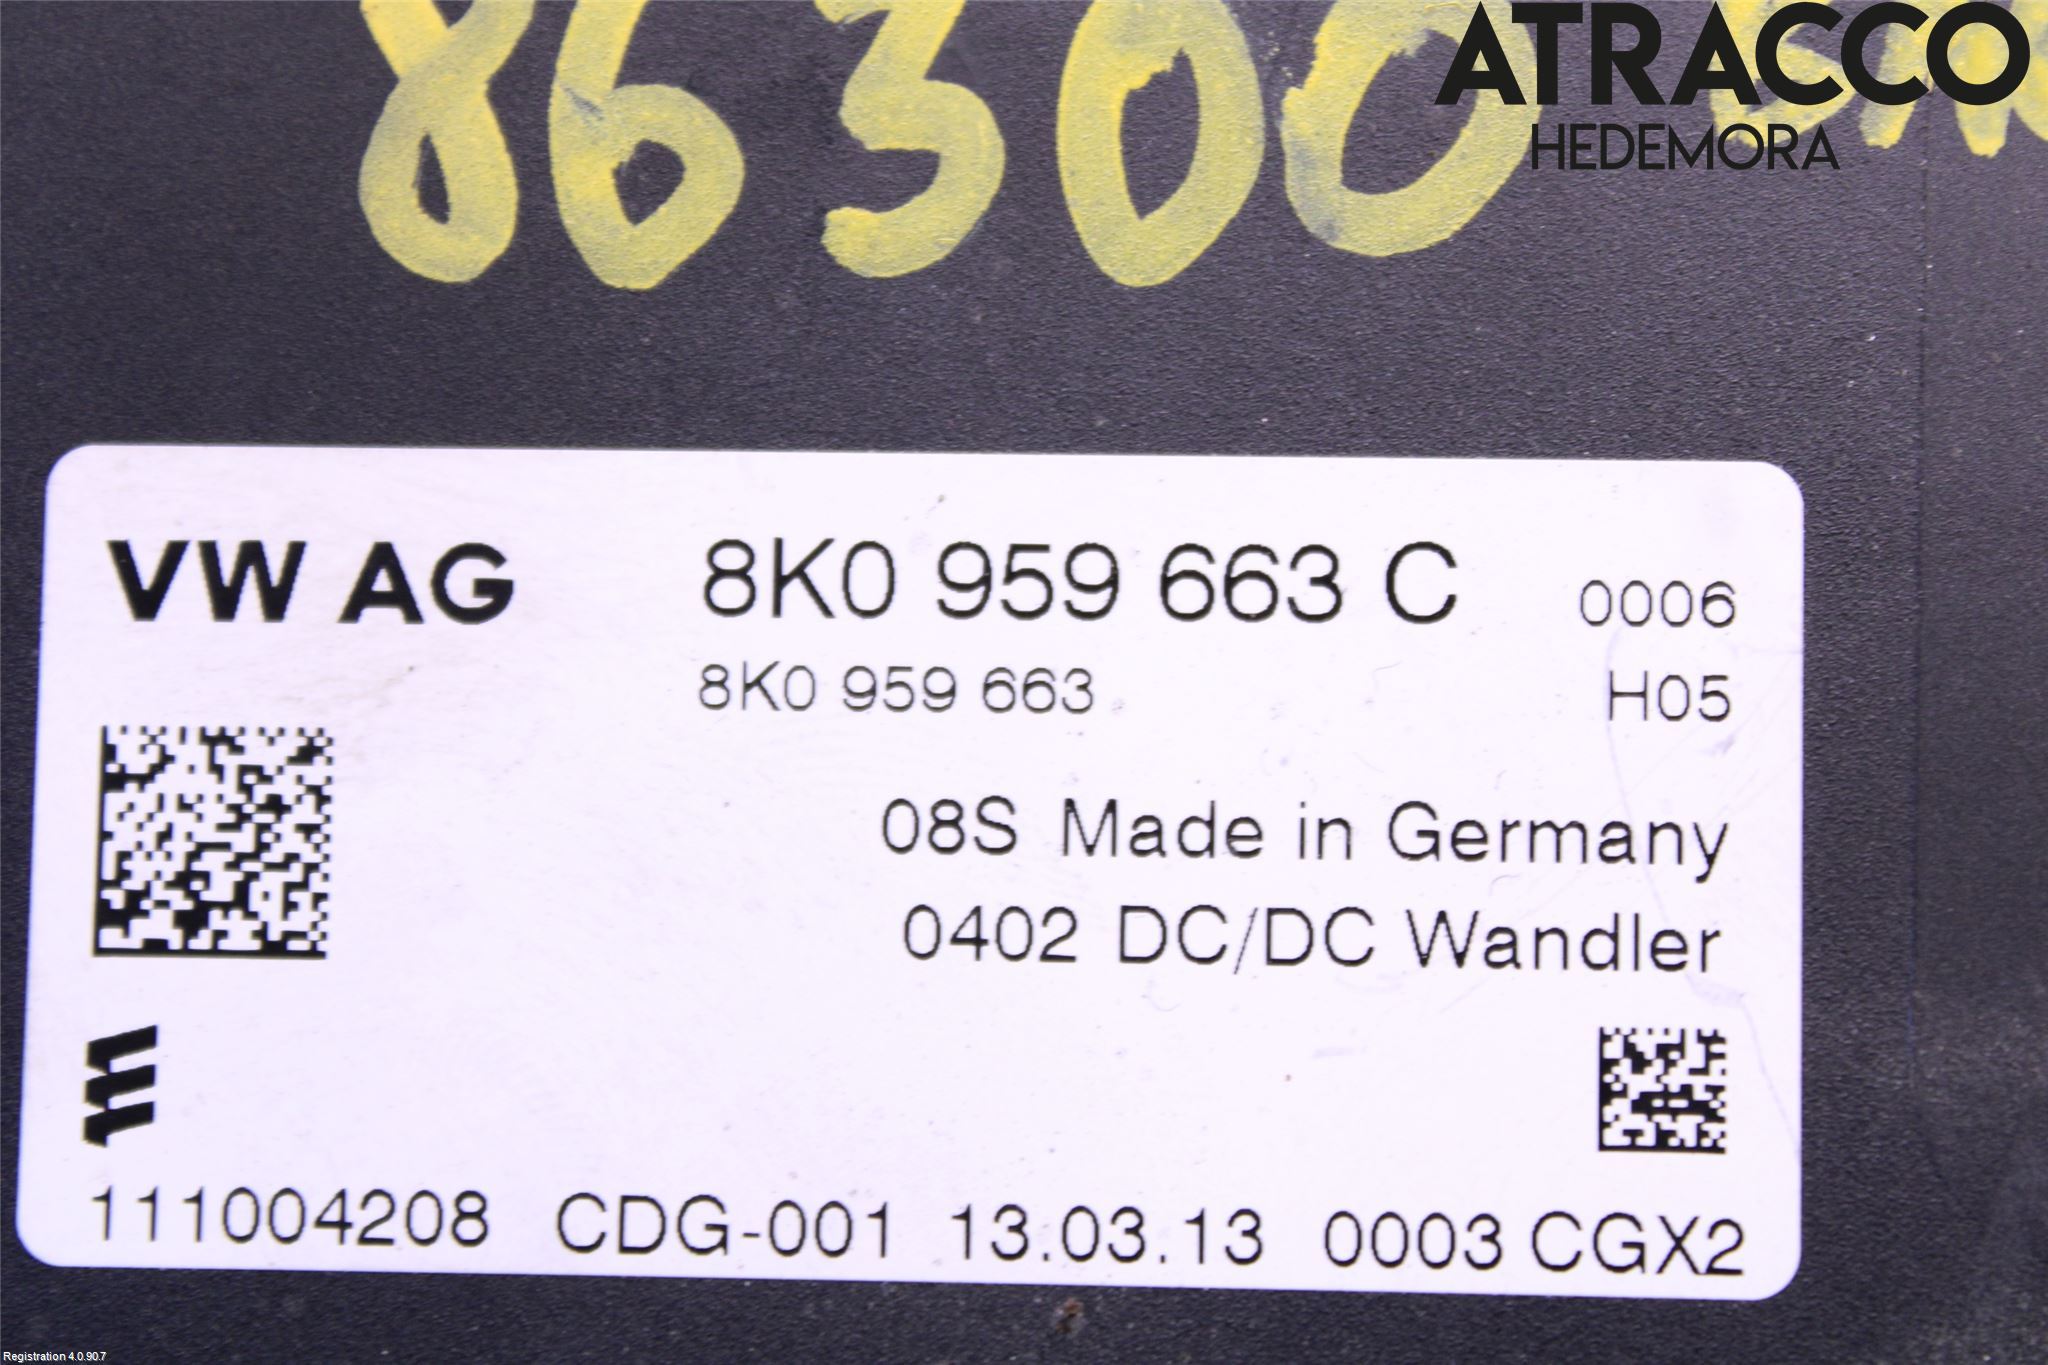 86300
ATRACCO
HEDEMORA
VW AG 8K0 959 663 C 0006
8K0 959 663 H05
08S Made in Germany
0402 DC/DC Wandler
111004208 CDG-001 13.03.13 0003 CGX2
Registration 4.0.90.7